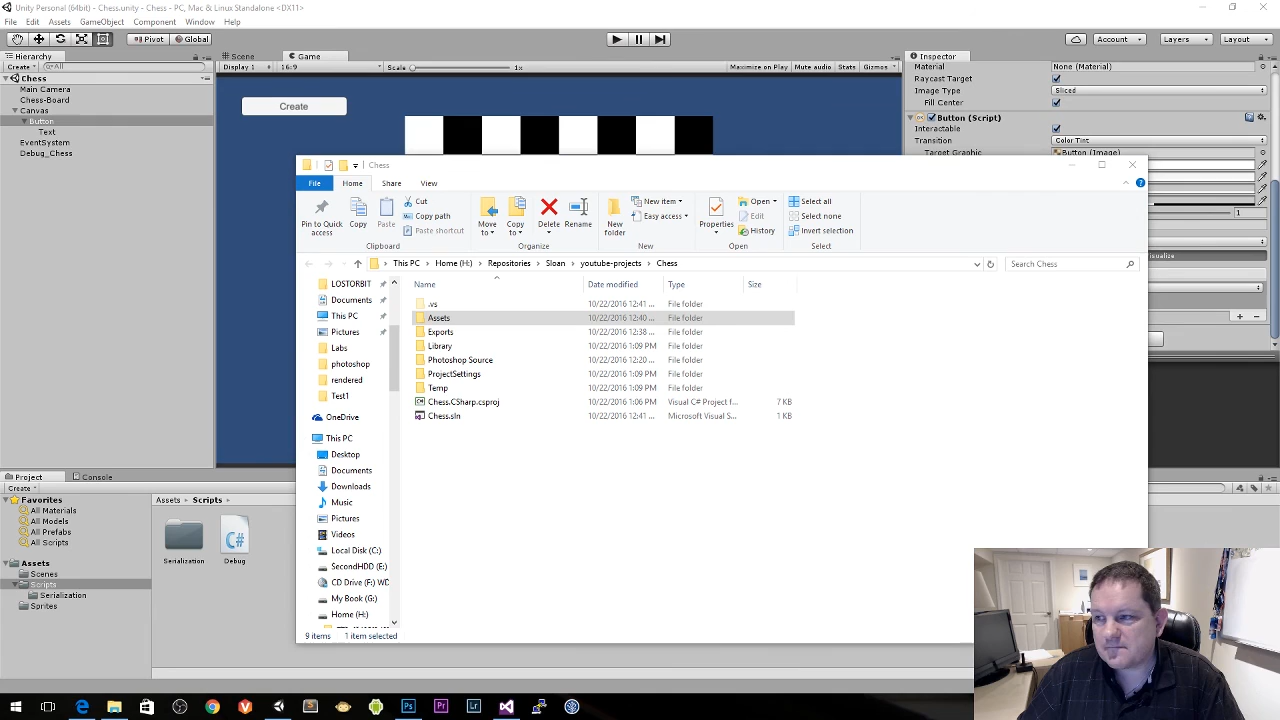 Unity Personal (64bit) - Chess.unity - Chess - PC, Mac & Linux Standalone <DX11>
File Edit Assets GameObject Component Window Help
Pivot Global Account Layers Layout
Hierarchy Scene Game Inspector
Create All Display 1 16:9 Scale 1x Maximize on Play Mute audio Stats Gizmos
Material None (Material)
Chess
Raycast Target
Main Camera
Image Type Sliced
Chess-Board
Fill Center
Canvas
Create
Button
Button (Script)
Text
Interactable
EventSystem
Transition Color Tint
Debug_Chess
Target Graphic Button (Image)
Chess
File Home Share View
Pin to Quick access
Copy
Paste
Cut
Copy path
Paste shortcut
Move to
Copy to
Delete
Rename
New folder
New item
Easy access
Properties
Open
Edit
History
Select all
Select none
Invert selection
Clipboard Organize New Open Select
1
This PC Home (H:) Repositories Sloan youtube-projects Chess
Search Chess
Name Date modified Type Size
LOSTORBIT
Documents
This PC
Pictures
Labs
photoshop
rendered
Test1
OneDrive
This PC
Desktop
Documents
Downloads
Music
Pictures
Videos
Local Disk (C:)
SecondHDD (E:)
CD Drive (F:) WD
My Book (G:)
Home (H:)
.vs 10/22/2016 12:41 ... File folder
Assets 10/22/2016 12:40 ... File folder
Exports 10/22/2016 12:38 ... File folder
Library 10/22/2016 1:09 PM File folder
Photoshop Source 10/22/2016 12:20 ... File folder
ProjectSettings 10/22/2016 1:09 PM File folder
Temp 10/22/2016 1:09 PM File folder
Chess.CSharp.csproj 10/22/2016 1:06 PM Visual C# Project f... 7 KB
Chess.sln 10/22/2016 12:41 ... Microsoft Visual S... 1 KB
9 items 1 item selected
Project Console
Create
Favorites
All Materials
All Models
All Prefabs
All Scripts
Assets
Scenes
Scripts
Serialization
Sprites
Assets Scripts
C#
Serialization Debug
Ps Pr Lr